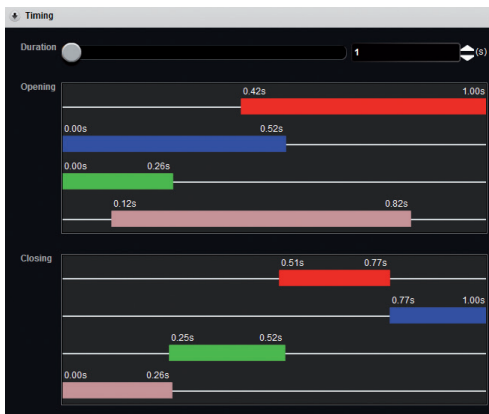 Timing
Duration 1 (s)
Opening
0.42s 1.00s
0.00s 0.52s
0.00s 0.26s
0.12s 0.82s
Closing
0.51s 0.77s
0.77s 1.00s
0.25s 0.52s
0.00s 0.26s